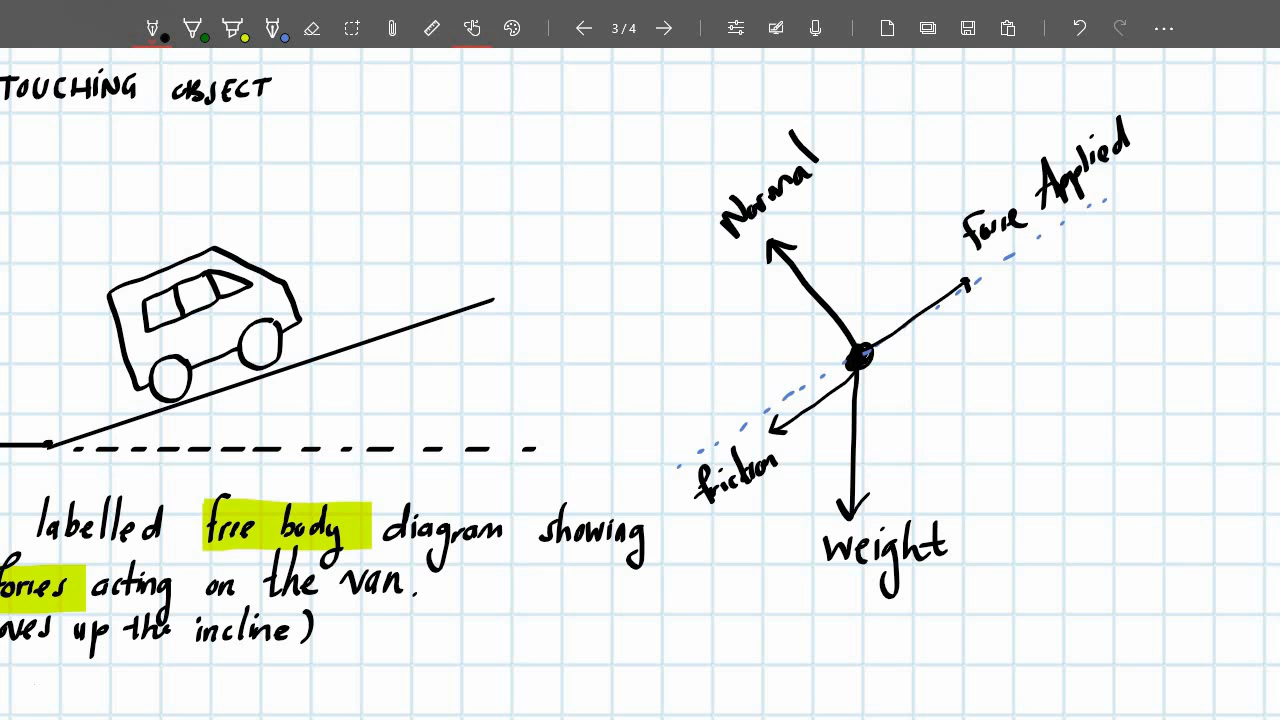 3 / 4
TOUCHING OBJECT
Normal
Force Applied
friction
Weight
labelled free body diagram showing
forces acting on the van.
oves up the incline)